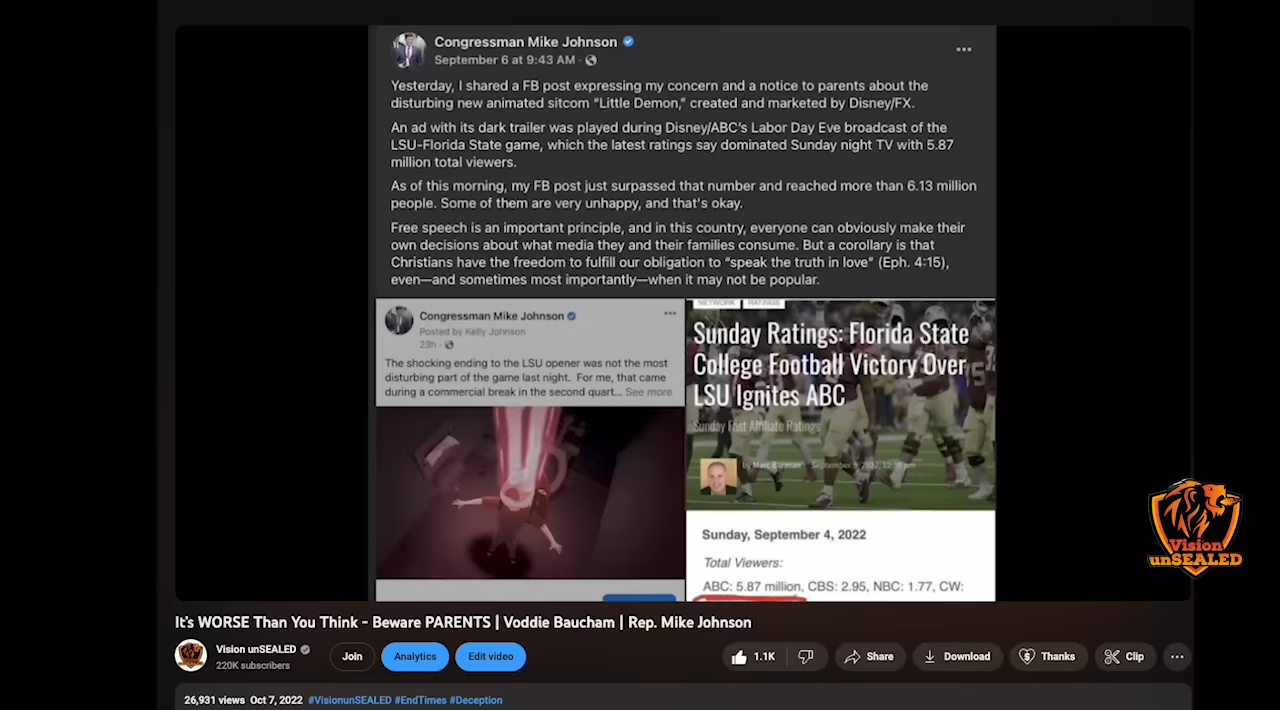 Congressman Mike Johnson
September 6 at 9:43 AM ·
Yesterday, I shared a FB post expressing my concern and a notice to parents about the
disturbing new animated sitcom “Little Demon,” created and marketed by Disney/FX.
An ad with its dark trailer was played during Disney/ABC’s Labor Day Eve broadcast of the
LSU-Florida State game, which the latest ratings say dominated Sunday night TV with 5.87
million total viewers.
As of this morning, my FB post just surpassed that number and reached more than 6.13 million
people. Some of them are very unhappy, and that's okay.
Free speech is an important principle, and in this country, everyone can obviously make their
own decisions about what media they and their families consume. But a corollary is that
Christians have the freedom to fulfill our obligation to “speak the truth in love” (Eph. 4:15),
even—and sometimes most importantly—when it may not be popular.
Congressman Mike Johnson
Posted by Kelly Johnson
23h ·
The shocking ending to the LSU opener was not the most
disturbing part of the game last night. For me, that came
during a commercial break in the second quart... See more
NETWORK RATINGS
Sunday Ratings: Florida State
College Football Victory Over
LSU Ignites ABC
Sunday Fast Affiliate Ratings
by Marc Berman September 5, 2022
Sunday, September 4, 2022
Total Viewers:
ABC: 5.87 million, CBS: 2.95, NBC: 1.77, CW:
Vision
unSEALED
It's WORSE Than You Think - Beware PARENTS | Voddie Baucham | Rep. Mike Johnson
Vision unSEALED
220K subscribers
Join
Analytics
Edit video
1.1K
Share
Download
Thanks
Clip
26,931 views Oct 7, 2022 #VisionunSEALED #EndTimes #Deception